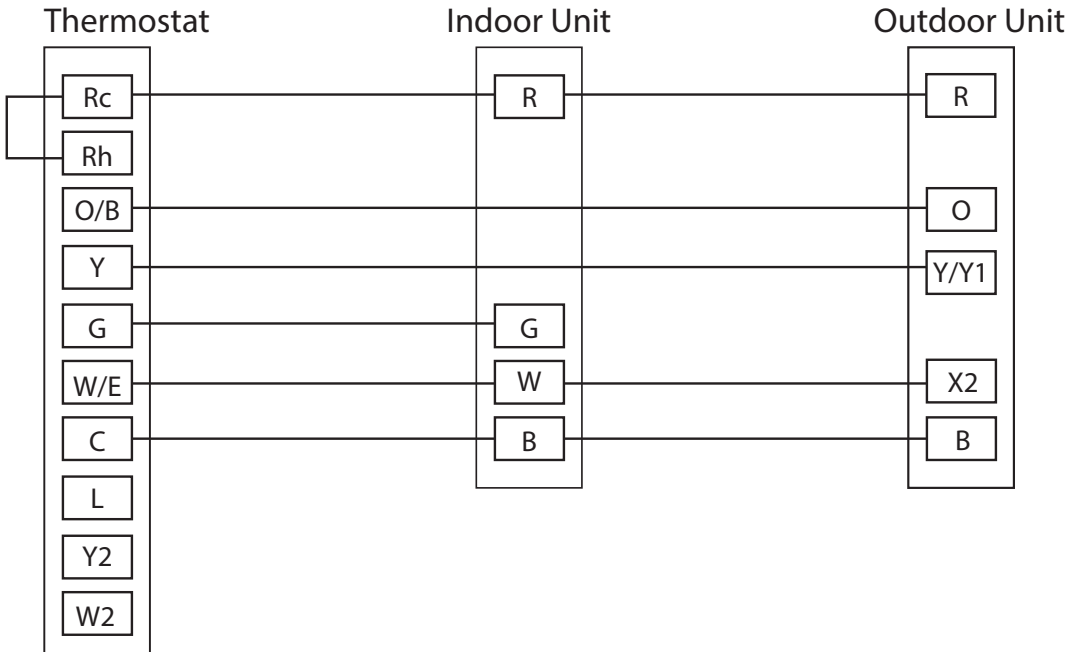 Thermostat Indoor Unit Outdoor Unit
Rc R R
Rh
O/B O
Y Y/Y1
G G
W/E W X2
C B B
L
Y2
W2